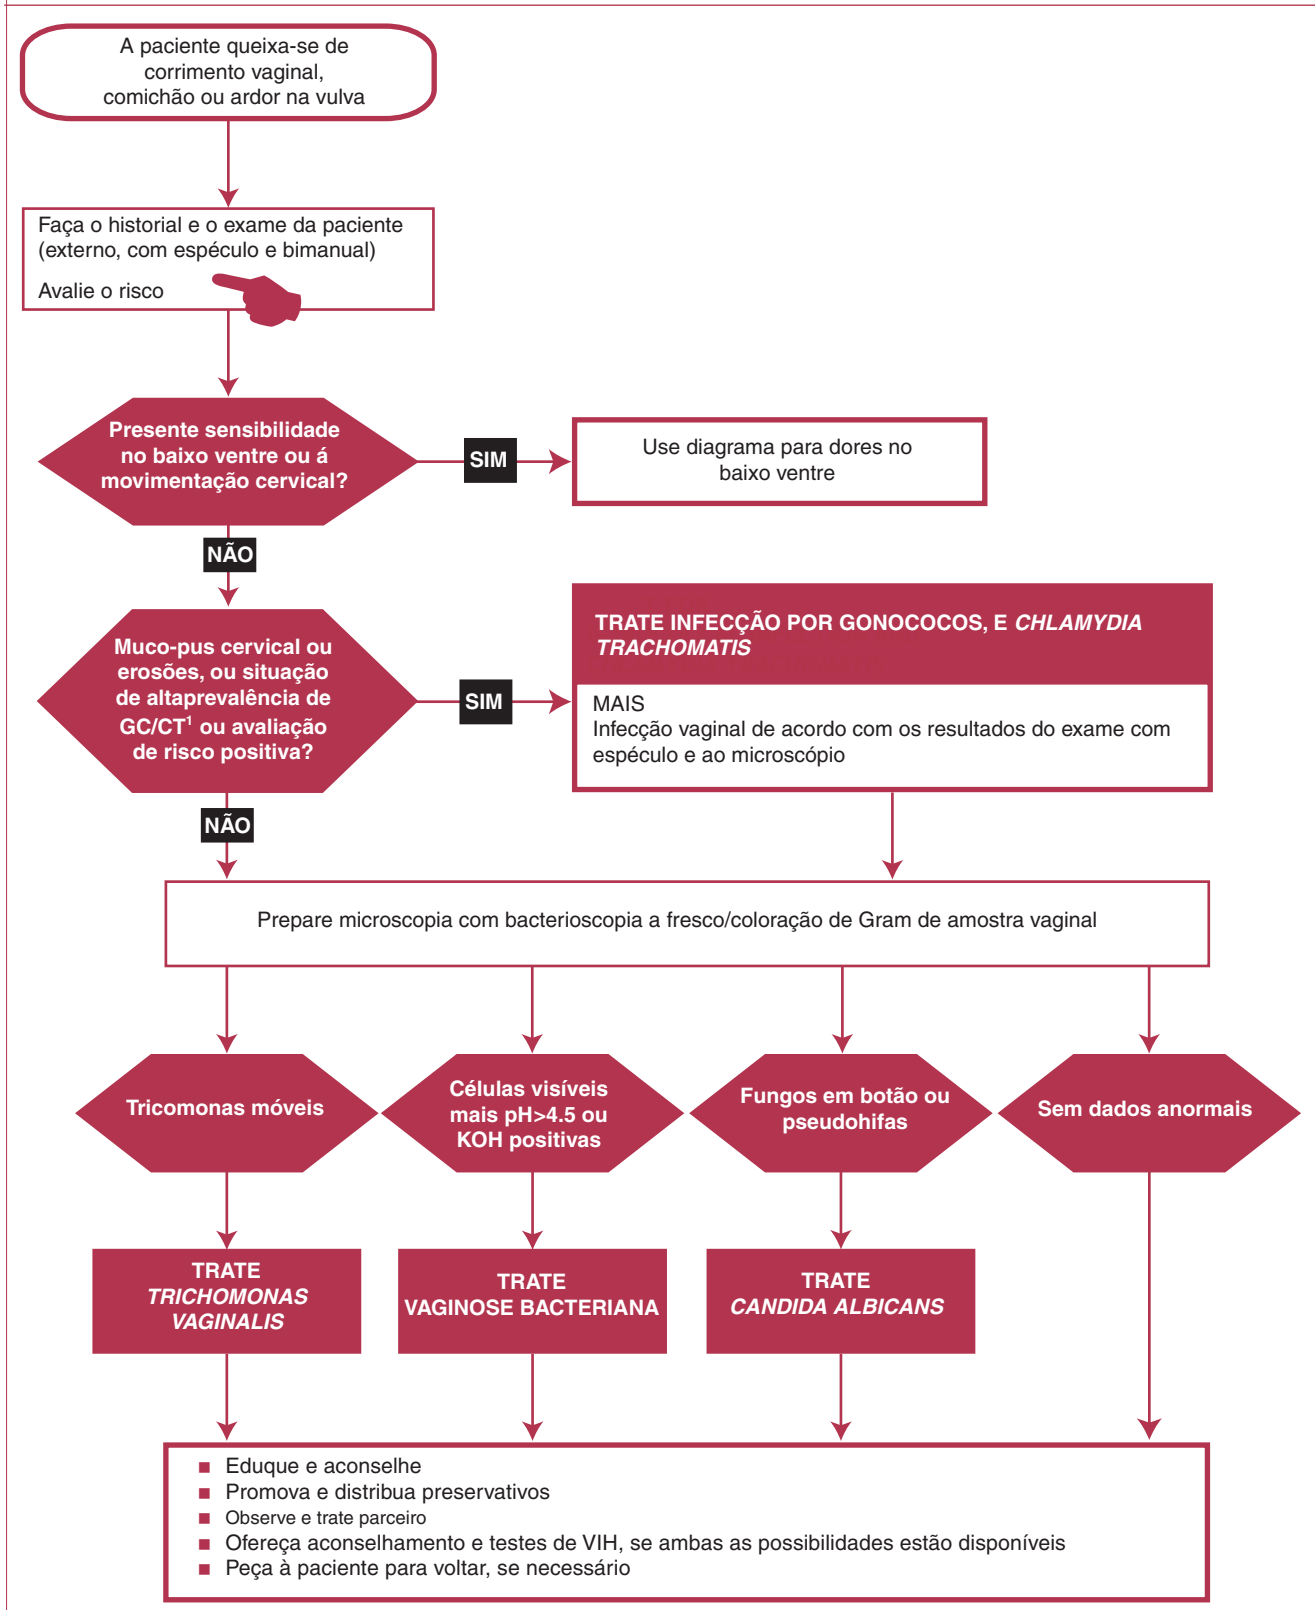 A paciente queixa-se de
corrimento vaginal,
comichão ou ardor na vulva
Faça o historial e o exame da paciente
(externo, com espéculo e bimanual)
Avalie o risco
Presente sensibilidade
no baixo ventre ou á
movimentação cervical?
SIM
Use diagrama para dores no
baixo ventre
NÃO
Muco-pus cervical ou
erosões, ou situação
de altaprevalência de
GC/CT¹ ou avaliação
de risco positiva?
SIM
TRATE INFECÇÃO POR GONOCOCOS, E CHLAMYDIA
TRACHOMATIS
MAIS
Infecção vaginal de acordo com os resultados do exame com
espéculo e ao microscópio
NÃO
Prepare microscopia com bacterioscopia a fresco/coloração de Gram de amostra vaginal
Tricomonas móveis
Células visíveis
mais pH>4.5 ou
KOH positivas
Fungos em botão ou
pseudohifas
Sem dados anormais
TRATE
TRICHOMONAS
VAGINALIS
TRATE
VAGINOSE BACTERIANA
TRATE
CANDIDA ALBICANS
■ Eduque e aconselhe
■ Promova e distribua preservativos
■ Observe e trate parceiro
■ Ofereça aconselhamento e testes de VIH, se ambas as possibilidades estão disponíveis
■ Peça à paciente para voltar, se necessário